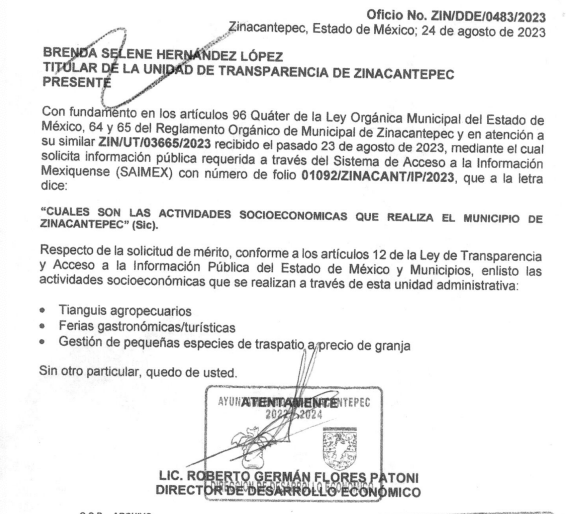 Oficio No. ZIN/DDE/0483/2023
Zinacantepec, Estado de México; 24 de agosto de 2023
BRENDA SELENE HERNÁNDEZ LÓPEZ
TITULAR DE LA UNIDAD DE TRANSPARENCIA DE ZINACANTEPEC
PRESENTE
Con fundamento en los artículos 96 Quáter de la Ley Orgánica Municipal del Estado de
México, 64 y 65 del Reglamento Orgánico de Municipal de Zinacantepec y en atención a
su similar ZIN/UT/03665/2023 recibido el pasado 23 de agosto de 2023, mediante el cual
solicita información pública requerida a través del Sistema de Acceso a la Información
Mexiquense (SAIMEX) con número de folio 01092/ZINACANT/IP/2023, que a la letra
dice:
“CUALES SON LAS ACTIVIDADES SOCIOECONOMICAS QUE REALIZA EL MUNICIPIO DE
ZINACANTEPEC” (Sic).
Respecto de la solicitud de mérito, conforme a los artículos 12 de la Ley de Transparencia
y Acceso a la Información Pública del Estado de México y Municipios, enlisto las
actividades socioeconómicas que se realizan a través de esta unidad administrativa:
• Tianguis agropecuarios
• Ferias gastronómicas/turísticas
• Gestión de pequeñas especies de traspatio a precio de granja
Sin otro particular, quedo de usted.
ATENTAMENTE
2022-2024
LIC. ROBERTO GERMÁN FLORES PATONI
DIRECTOR DE DESARROLLO ECONÓMICO